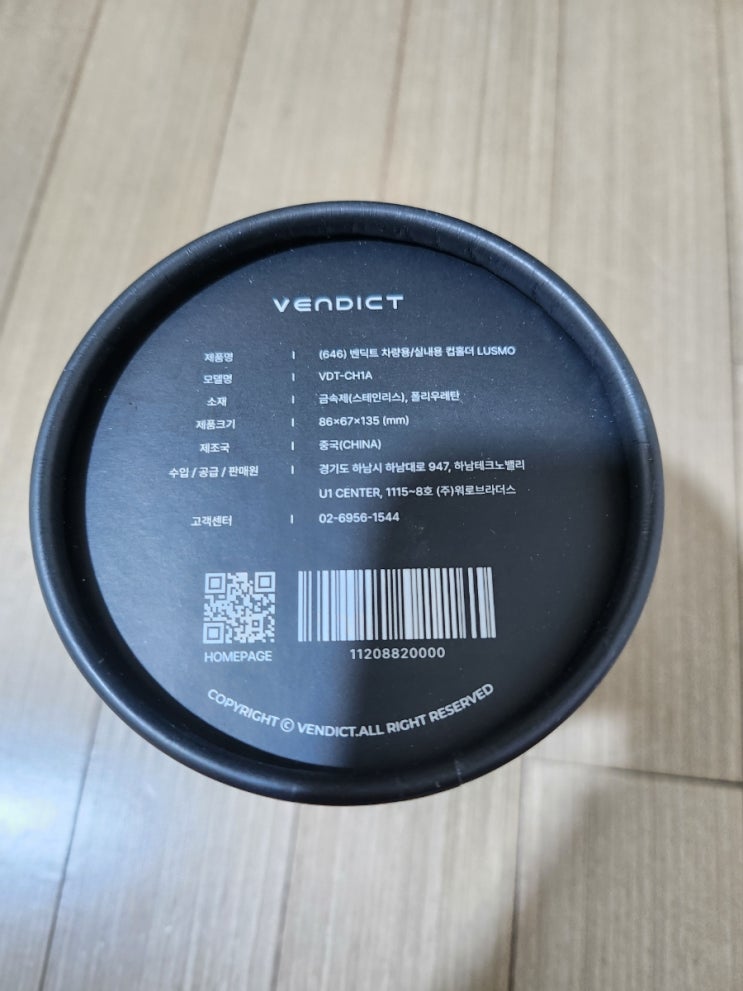 VENDICT
제품명 | (646) 벤딕트 차량용/실내용 컵홀더 LUSMO
모델명 | VDT-CH1A
소재 | 금속제(스테인리스), 폴리우레탄
제품크기 | 86×67×135 (mm)
제조국 | 중국(CHINA)
수입 / 공급 / 판매원 | 경기도 하남시 하남대로 947, 하남테크노밸리
U1 CENTER, 1115~8호 (주)위로브라더스
고객센터 | 02-6956-1544
HOMEPAGE
11208820000
COPYRIGHT © VENDICT.ALL RIGHT RESERVED